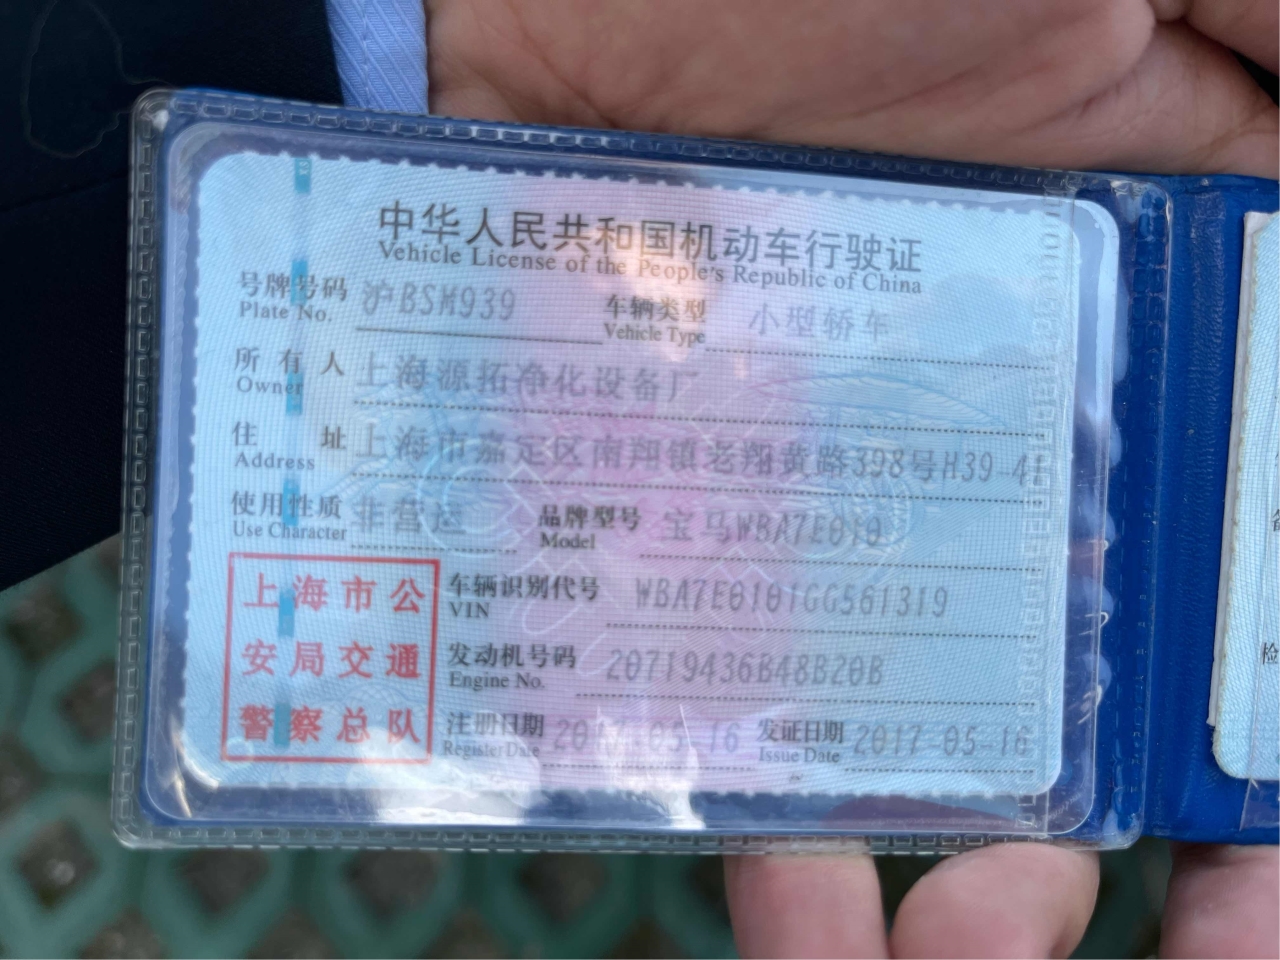 中华人民共和国机动车行驶证
Vehicle License of the People's Republic of China
号牌号码 沪BSM939 车辆类型 小型轿车
Plate No. Vehicle Type
所有人 上海源拓净化设备厂
Owner
住址 上海市嘉定区南翔镇老翔黄路398号H39-4
Address
使用性质 非营运 品牌型号 宝马WBA7E010
Use Character Model
上海市公
安局交通
警察总队
车辆识别代号 WBA7E0101GG561319
VIN
发动机号码 20719436B48B20B
Engine No.
注册日期 发证日期 2017-05-16
Register Date Issue Date
检